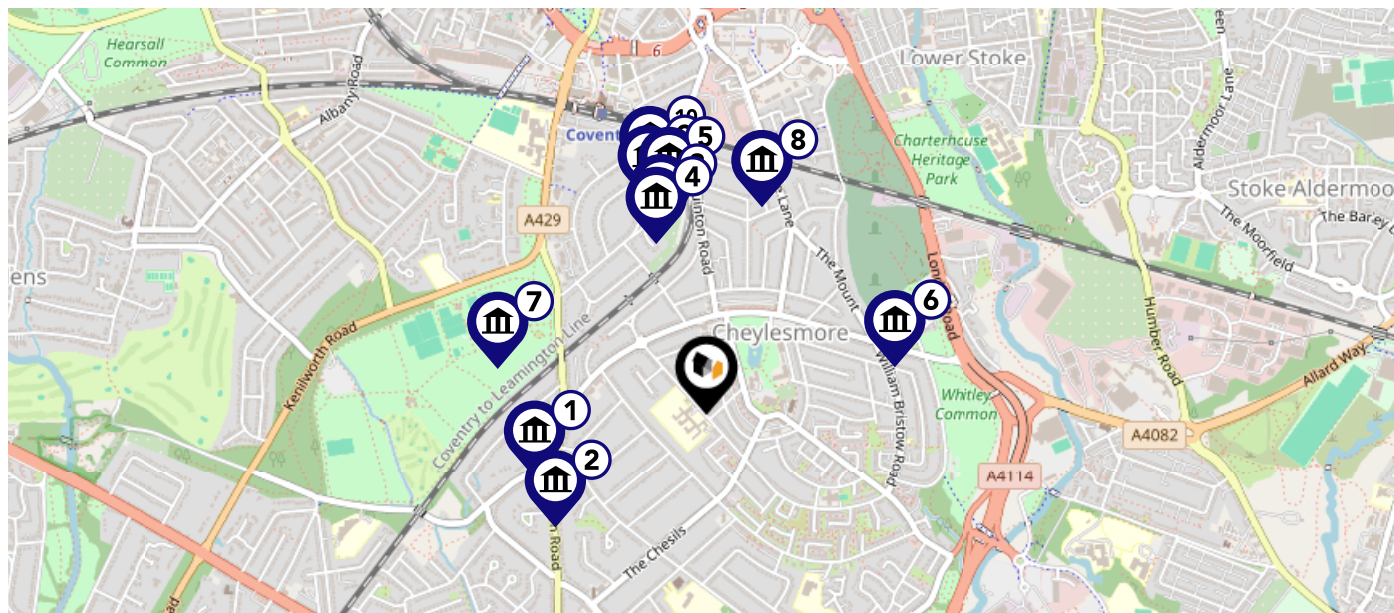 Hearsall
Common
6
Lower Stoke
Albany Road
Aldermoor Lane
10
5
8
4
Charterhouse
Heritage
Park
Stoke Aldermoo
The Barley
The Moorfield
A429
ens
7
6
Cheylesmore
The Mount
Humber Road
Kenilworth Road
Coventry to Leamington Line
Allard Way
1
2
William Bristow Road
Whitley
Common
A4082
A4114
The Chesils